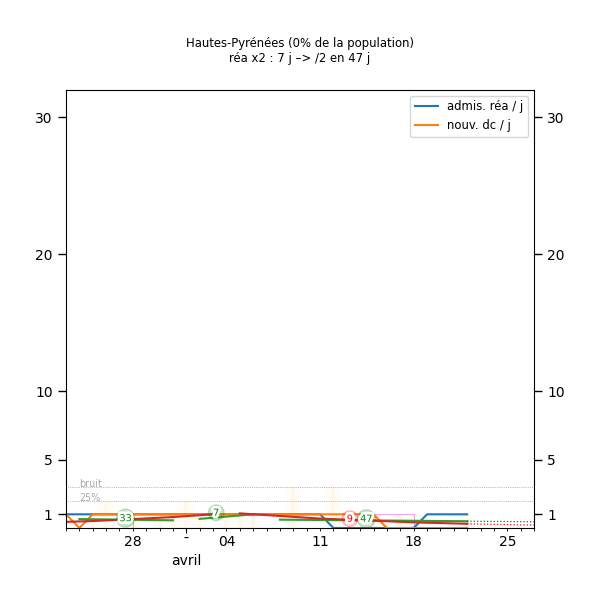 Hautes-Pyrénées (0% de la population)
réa x2 : 7 j –> /2 en 47 j
admis. réa / j
nouv. dc / j
30 30
20 20
10 10
5 5
bruit
25%
1 33 7 9 47 1
28 - 04 11 18 25
avril